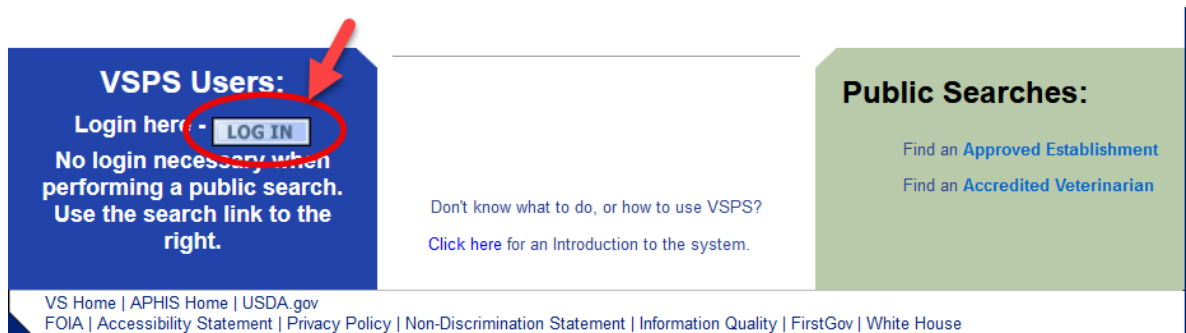 VSPS Users:
Login here - LOG IN
No login necessary when
performing a public search.
Use the search link to the
right.
Don't know what to do, or how to use VSPS?
Click here for an Introduction to the system.
Public Searches:
Find an Approved Establishment
Find an Accredited Veterinarian
VS Home | APHIS Home | USDA.gov
FOIA | Accessibility Statement | Privacy Policy | Non-Discrimination Statement | Information Quality | FirstGov | White House